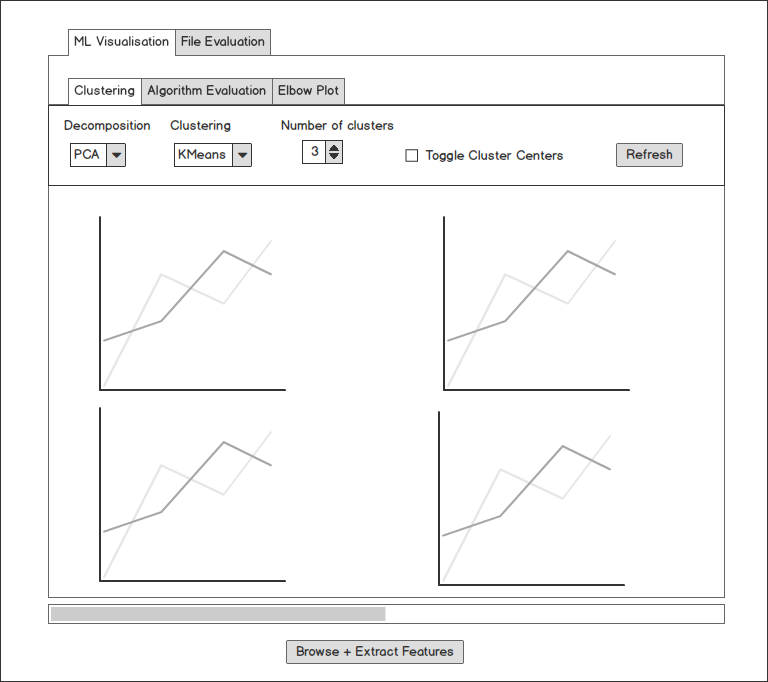 ML Visualisation File Evaluation
Clustering Algorithm Evaluation Elbow Plot
Decomposition Clustering Number of clusters
PCA KMeans 3 Toggle Cluster Centers Refresh
Browse + Extract Features